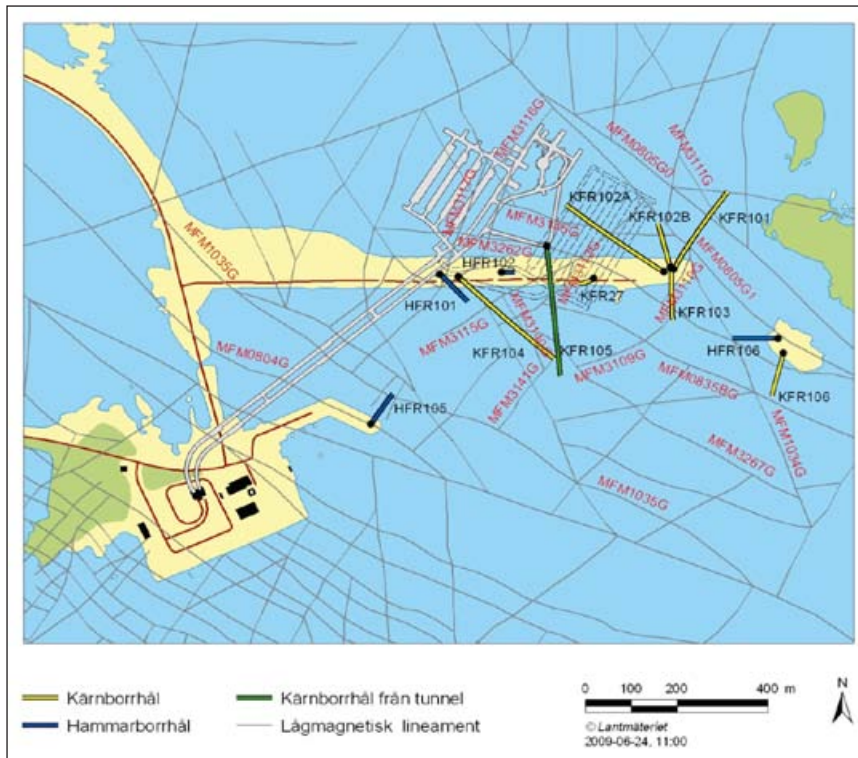 MFM3116G
MFM0805G0
MFM3111G
MFM3117G
KFR102A
KFR102B
KFR101
MFM1035G
MFM3262G
HFR102
MFM0805G1
KFR27
HFR101
KFR103
MFM3115G
KFR104
KFR105
MFM3109G
HFR106
MFM0804G
MFM3141G
MFM0835BG
KFR106
HFR105
MFM1034G
MFM3267G
MFM1035G
Kärnborrhål
Kärnborrhål från tunnel
Hammarborrhål
Lågmagnetisk lineament
0 100 200 400 m
N
© Lantmäteriet
2009-06-24, 11:00